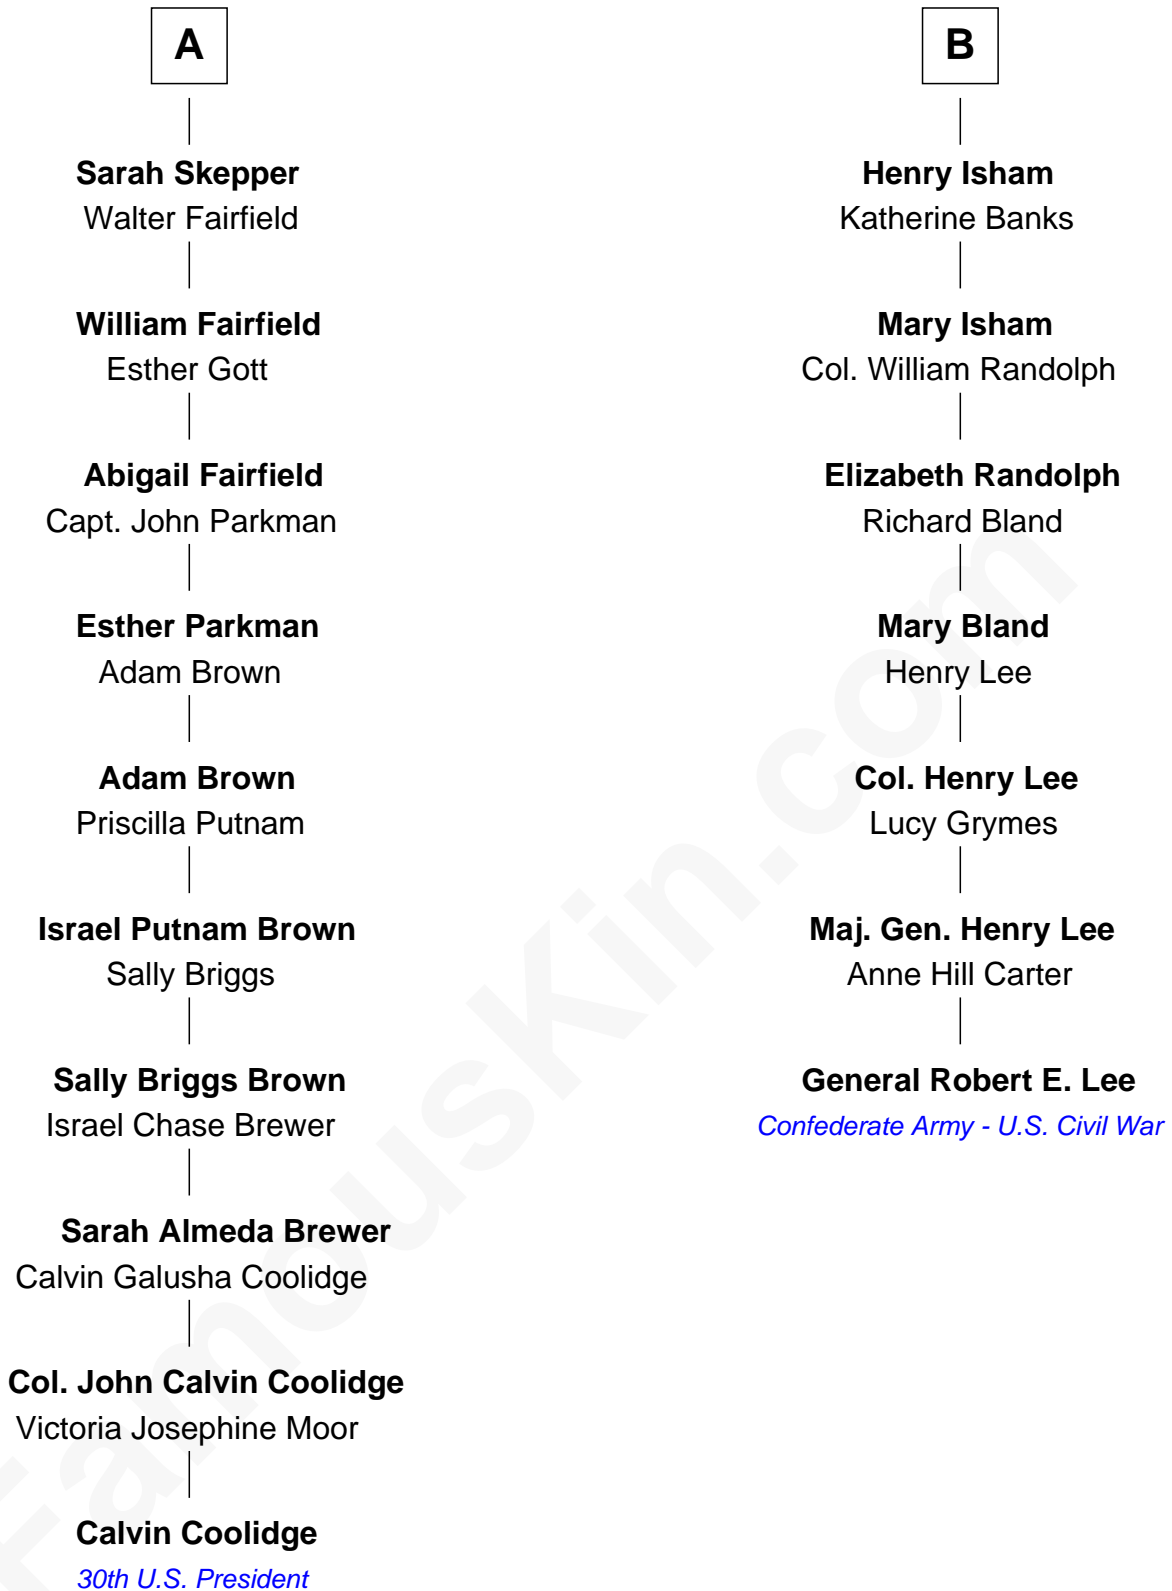 A
Sarah Skepper
Walter Fairfield
William Fairfield
Esther Gott
Abigail Fairfield
Capt. John Parkman
Esther Parkman
Adam Brown
Adam Brown
Priscilla Putnam
Israel Putnam Brown
Sally Briggs
Sally Briggs Brown
Israel Chase Brewer
Sarah Almeda Brewer
Calvin Galusha Coolidge
Col. John Calvin Coolidge
Victoria Josephine Moor
Calvin Coolidge
30th U.S. President
B
Henry Isham
Katherine Banks
Mary Isham
Col. William Randolph
Elizabeth Randolph
Richard Bland
Mary Bland
Henry Lee
Col. Henry Lee
Lucy Grymes
Maj. Gen. Henry Lee
Anne Hill Carter
General Robert E. Lee
Confederate Army - U.S. Civil War
FamousKin.com